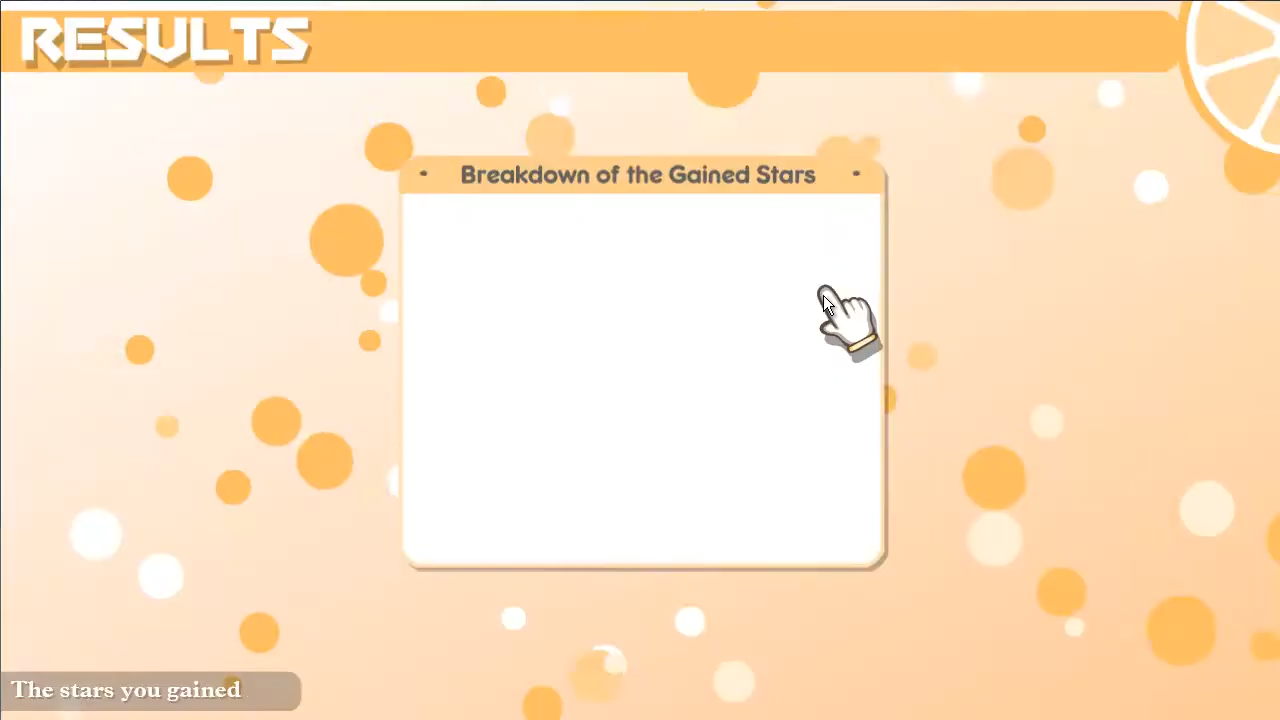 RESULTS
• Breakdown of the Gained Stars •
The stars you gained